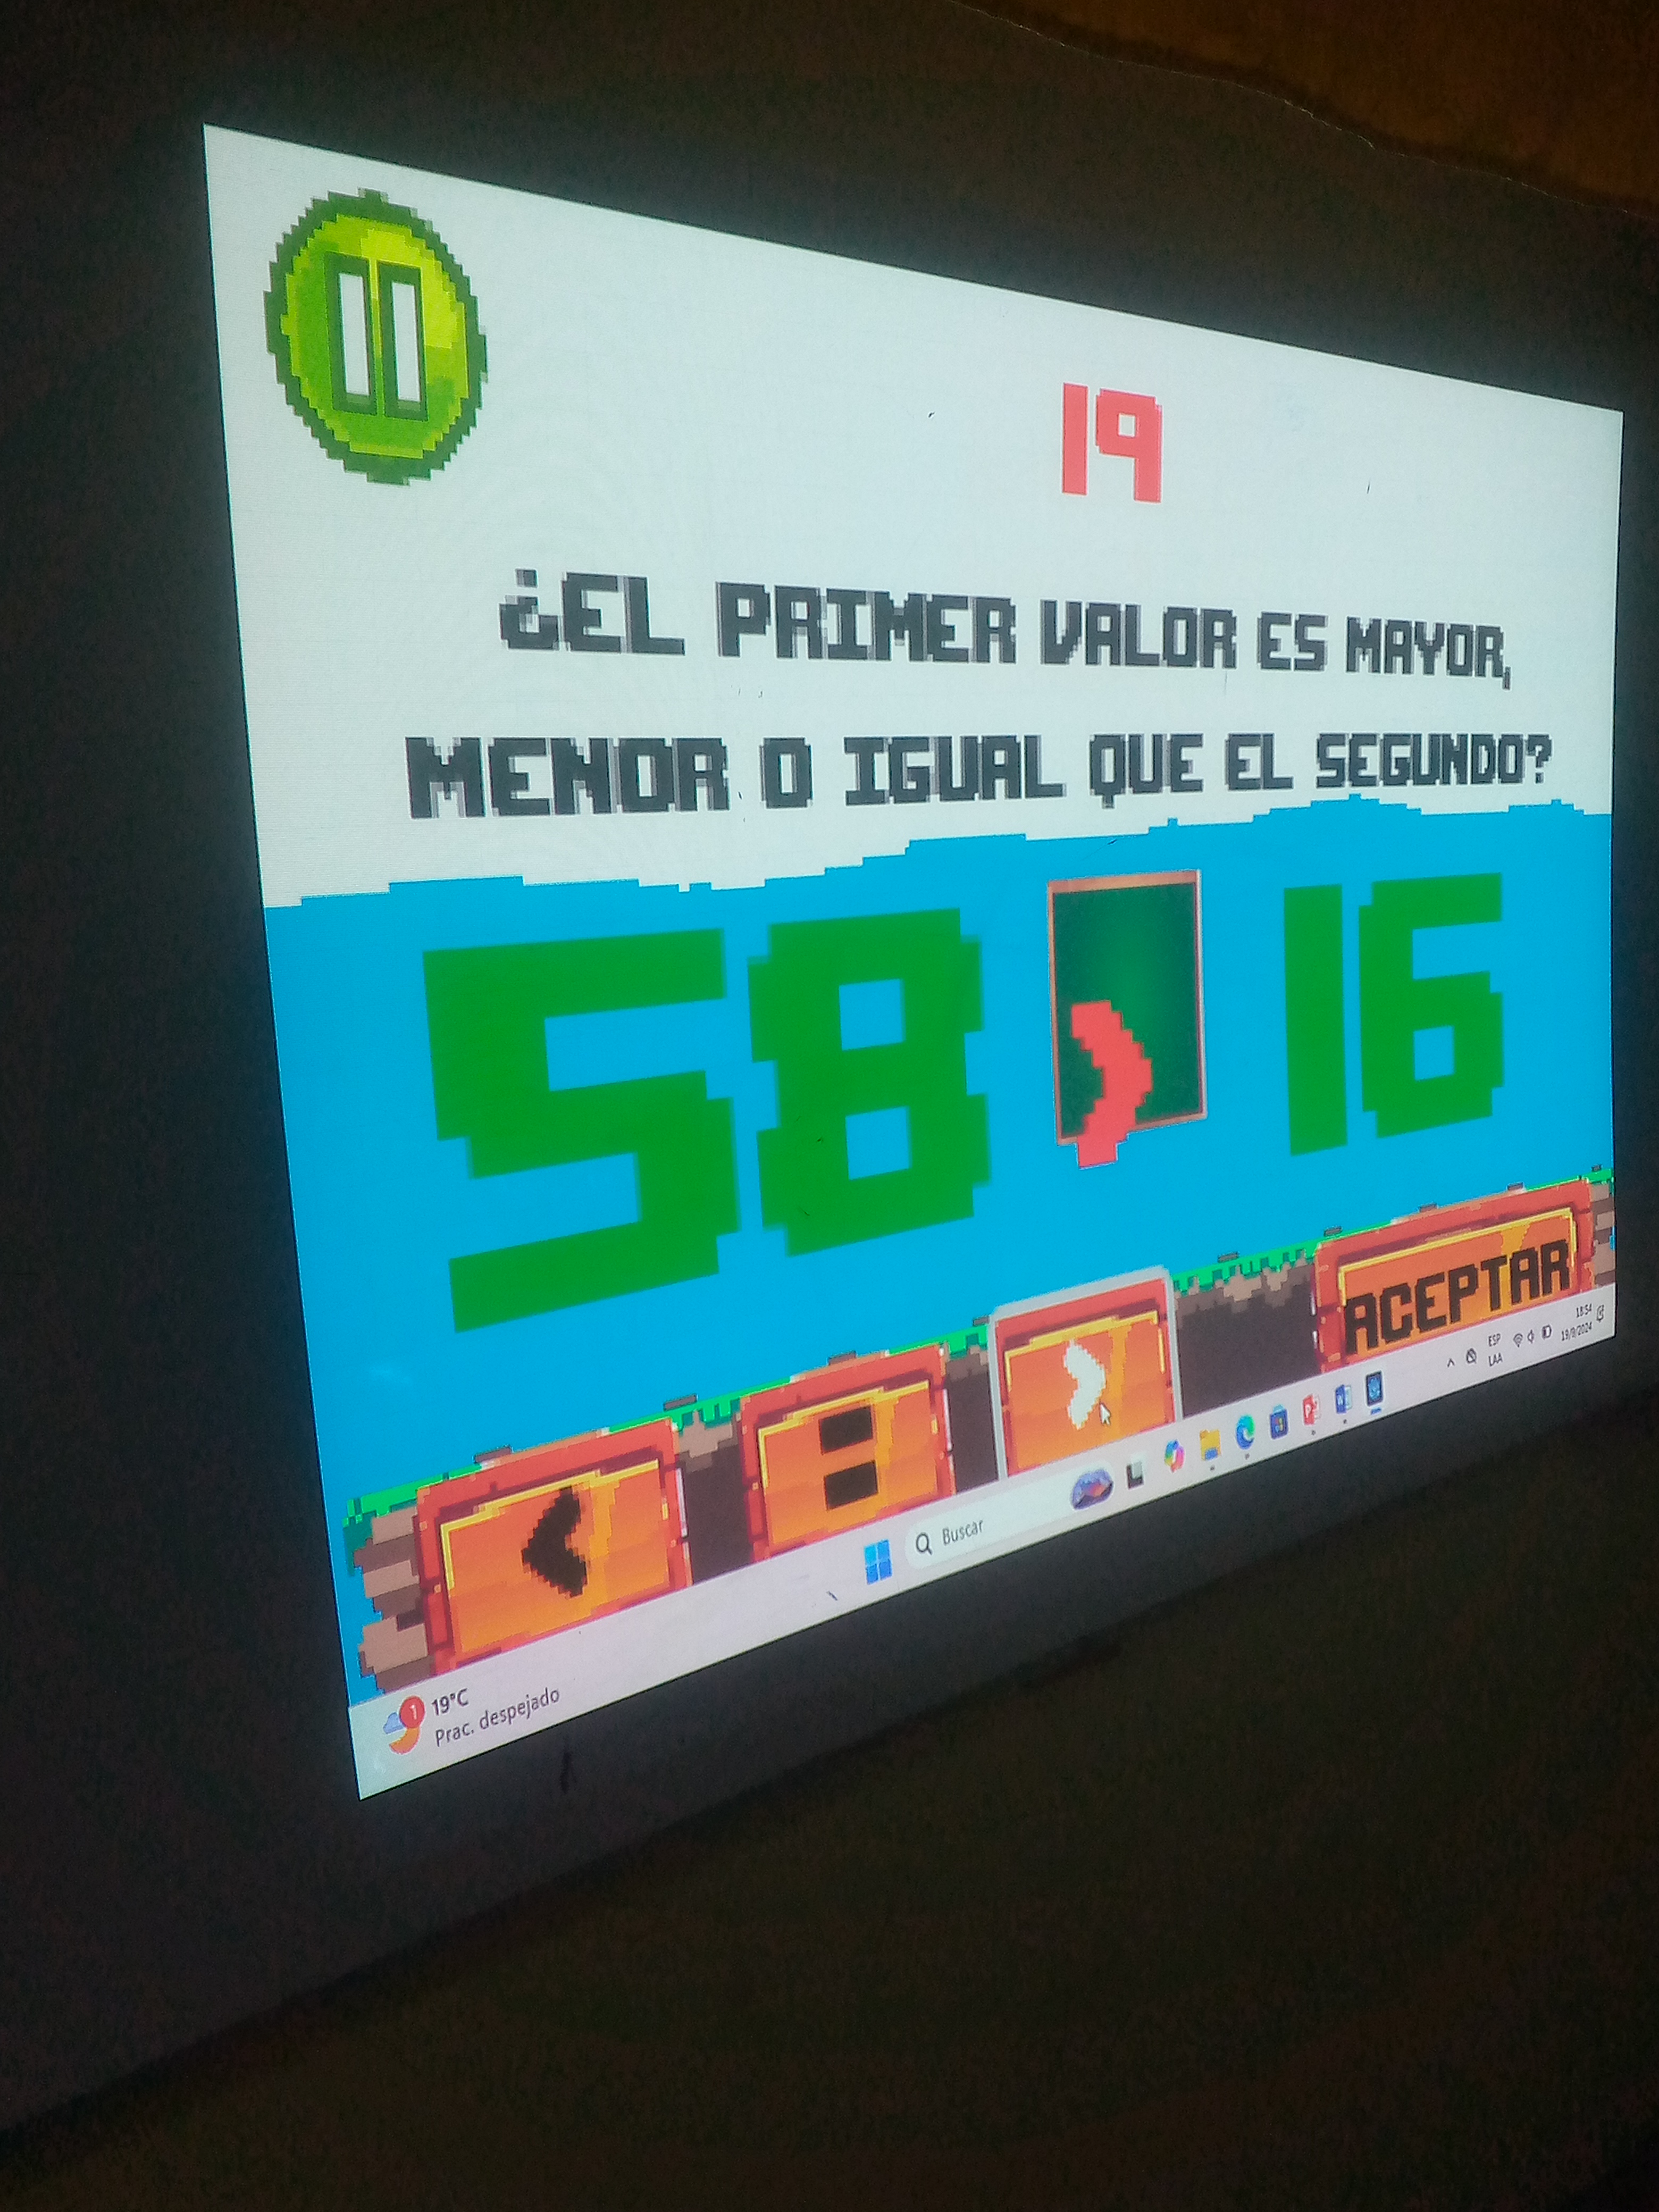 19
¿EL PRIMER VALOR ES MAYOR,
MENOR O IGUAL QUE EL SEGUNDO?
58 > 16
< = > ACEPTAR
1 19°C
Prac. despejado
Buscar
ESP
LAA
18:54
19/9/2024